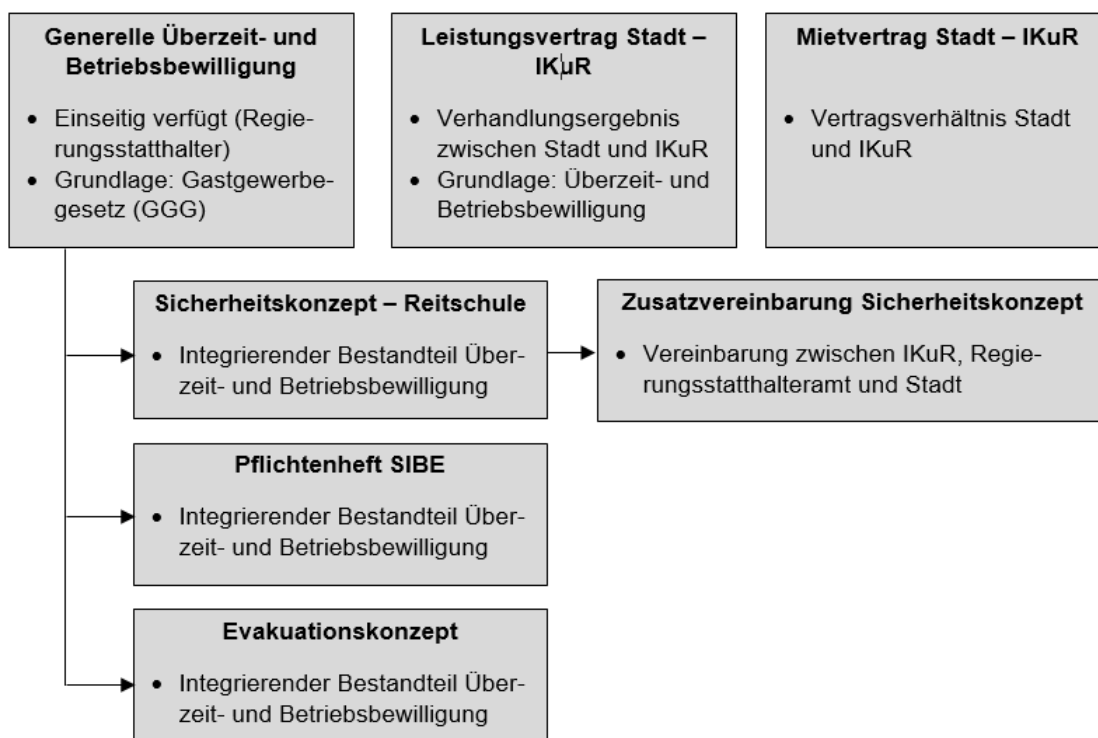 Generelle Überzeit- und
Betriebsbewilligung
• Einseitig verfügt (Regie-
rungsstatthalter)
• Grundlage: Gastgewerbe-
gesetz (GGG)
Leistungsvertrag Stadt –
IKuR
• Verhandlungsergebnis
zwischen Stadt und IKuR
• Grundlage: Überzeit- und
Betriebsbewilligung
Mietvertrag Stadt – IKuR
• Vertragsverhältnis Stadt
und IKuR
Sicherheitskonzept – Reitschule
• Integrierender Bestandteil Über-
zeit- und Betriebsbewilligung
Zusatzvereinbarung Sicherheitskonzept
• Vereinbarung zwischen IKuR, Regie-
rungsstatthalteramt und Stadt
Pflichtenheft SIBE
• Integrierender Bestandteil Über-
zeit- und Betriebsbewilligung
Evakuationskonzept
• Integrierender Bestandteil Über-
zeit- und Betriebsbewilligung